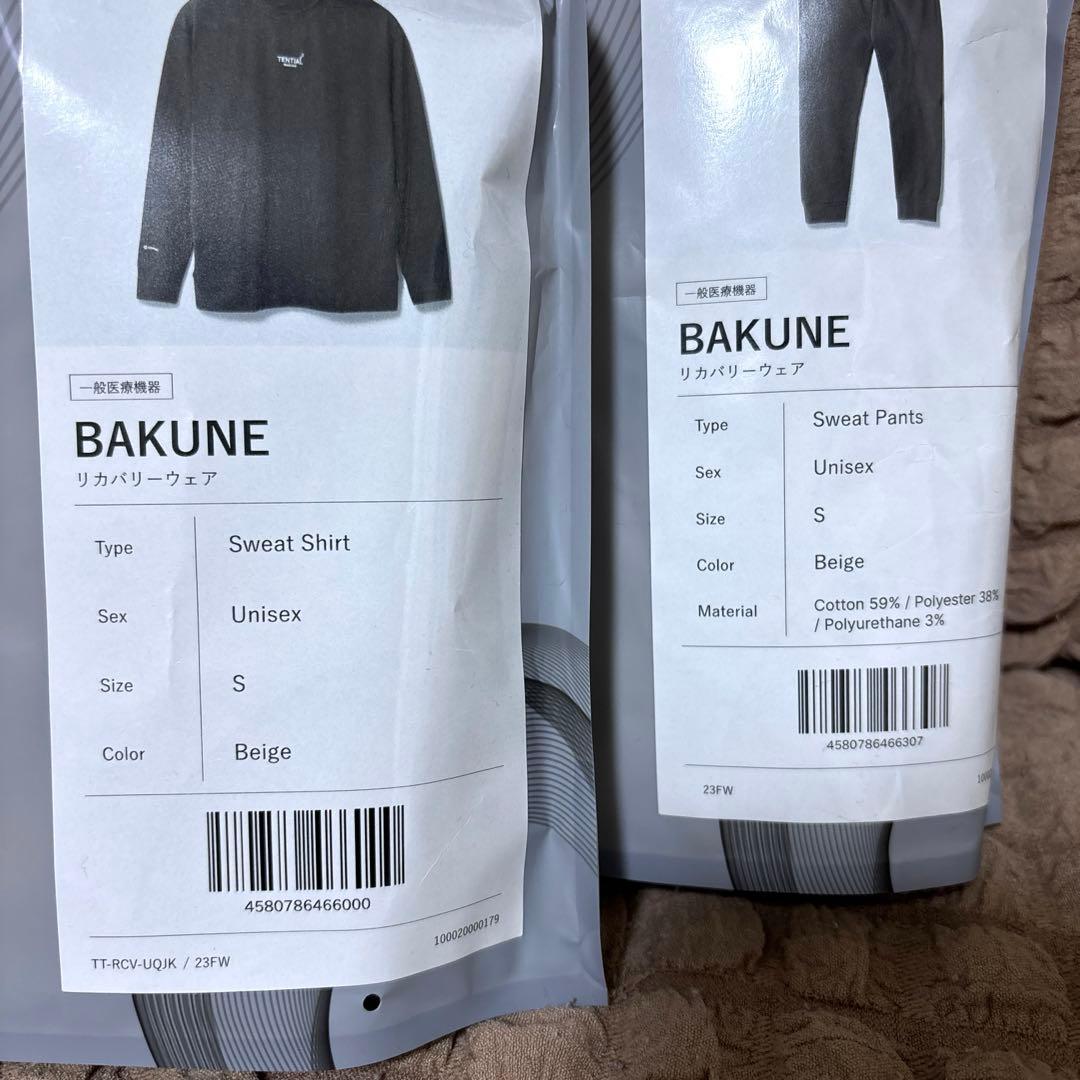 TENTIAL
一般医療機器
BAKUNE
リカバリーウェア
Type Sweat Shirt
Sex Unisex
Size S
Color Beige
4580786466000
100020000179
TT-RCV-UQJK / 23FW
一般医療機器
BAKUNE
リカバリーウェア
Type Sweat Pants
Sex Unisex
Size S
Color Beige
Material Cotton 59% / Polyester 38%
/ Polyurethane 3%
4580786466307
23FW